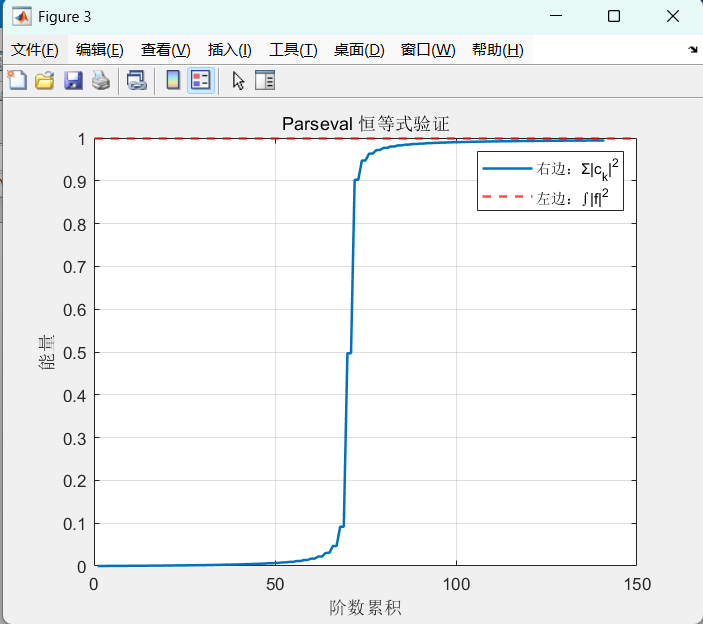 Figure 3
文件(F) 编辑(E) 查看(V) 插入(I) 工具(T) 桌面(D) 窗口(W) 帮助(H)
Parseval 恒等式验证
1
0.9
0.8
0.7
0.6
0.5
0.4
0.3
0.2
0.1
0
能量
右边：Σ|c_k|^2
左边：∫|f|^2
0 50 100 150
阶数累积